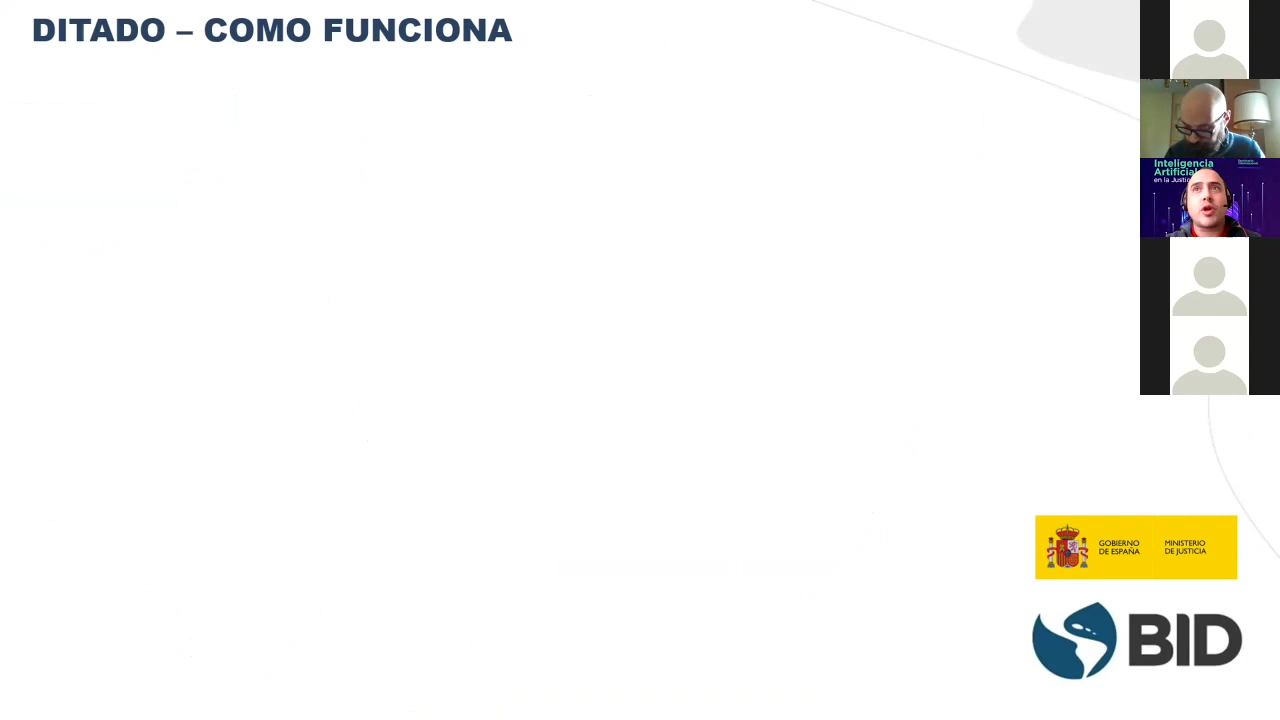 DITADO – COMO FUNCIONA
Inteligencia
Artificial
en la Justicia
GOBIERNO
DE ESPAÑA
MINISTERIO
DE JUSTICIA
BID